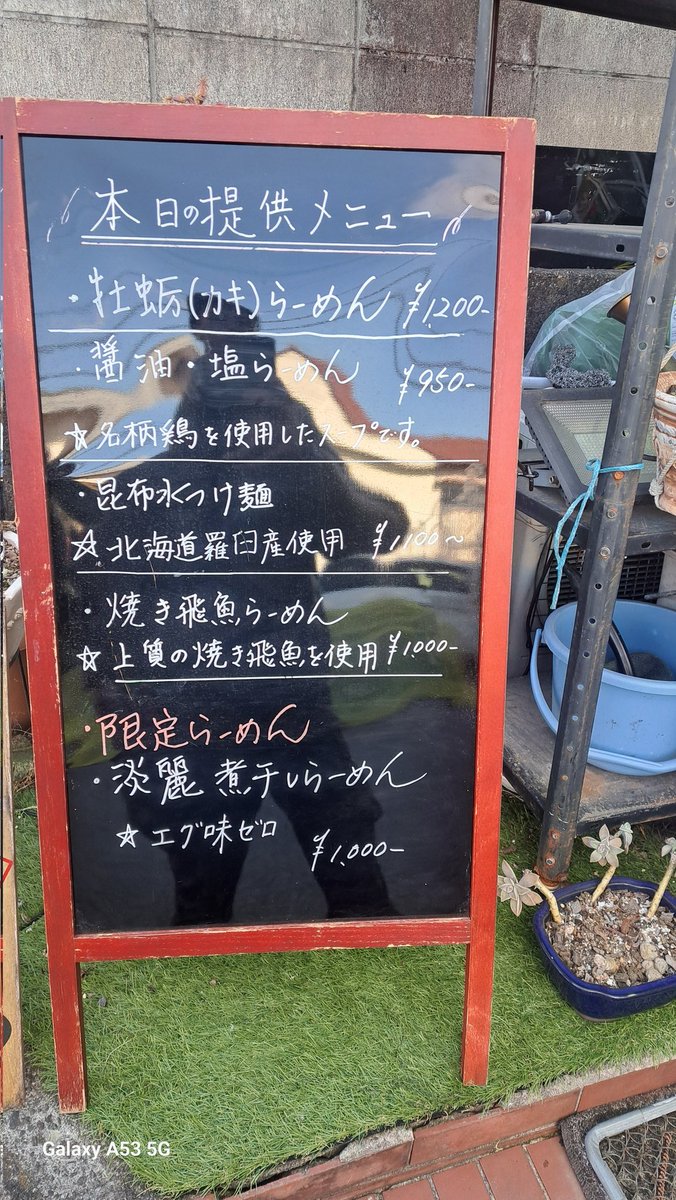 本日の提供メニュー
・牡蛎(カキ)らーめん ¥1,200-
・醤油・塩らーめん ¥950-
☆名柄鶏を使用したスープです。
・昆布水つけ麺
☆北海道羅臼産使用 ¥1,100〜
・焼き飛魚らーめん
☆上質の焼き飛魚を使用 ¥1,000-
・限定らーめん
・淡麗煮干しらーめん
☆エグ味ゼロ ¥1,000-
Galaxy A53 5G